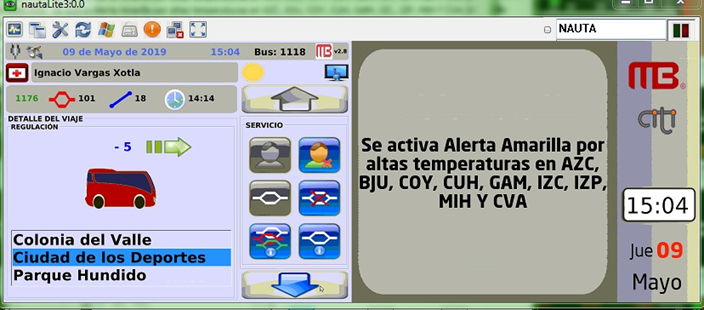 nautaLite3:0.0
NAUTA
09 de Mayo de 2019 15:04 Bus: 1118 MB v2.8
Ignacio Vargas Xotla
1176 101 18 14:14
DETALLE DEL VIAJE
REGULACIÓN
- 5
Colonia del Valle
Ciudad de los Deportes
Parque Hundido
SERVICIO
Se activa Alerta Amarilla por
altas temperaturas en AZC,
BJU, COY, CUH, GAM, IZC, IZP,
MIH Y CVA
MB
citi
15:04
Jue 09
Mayo